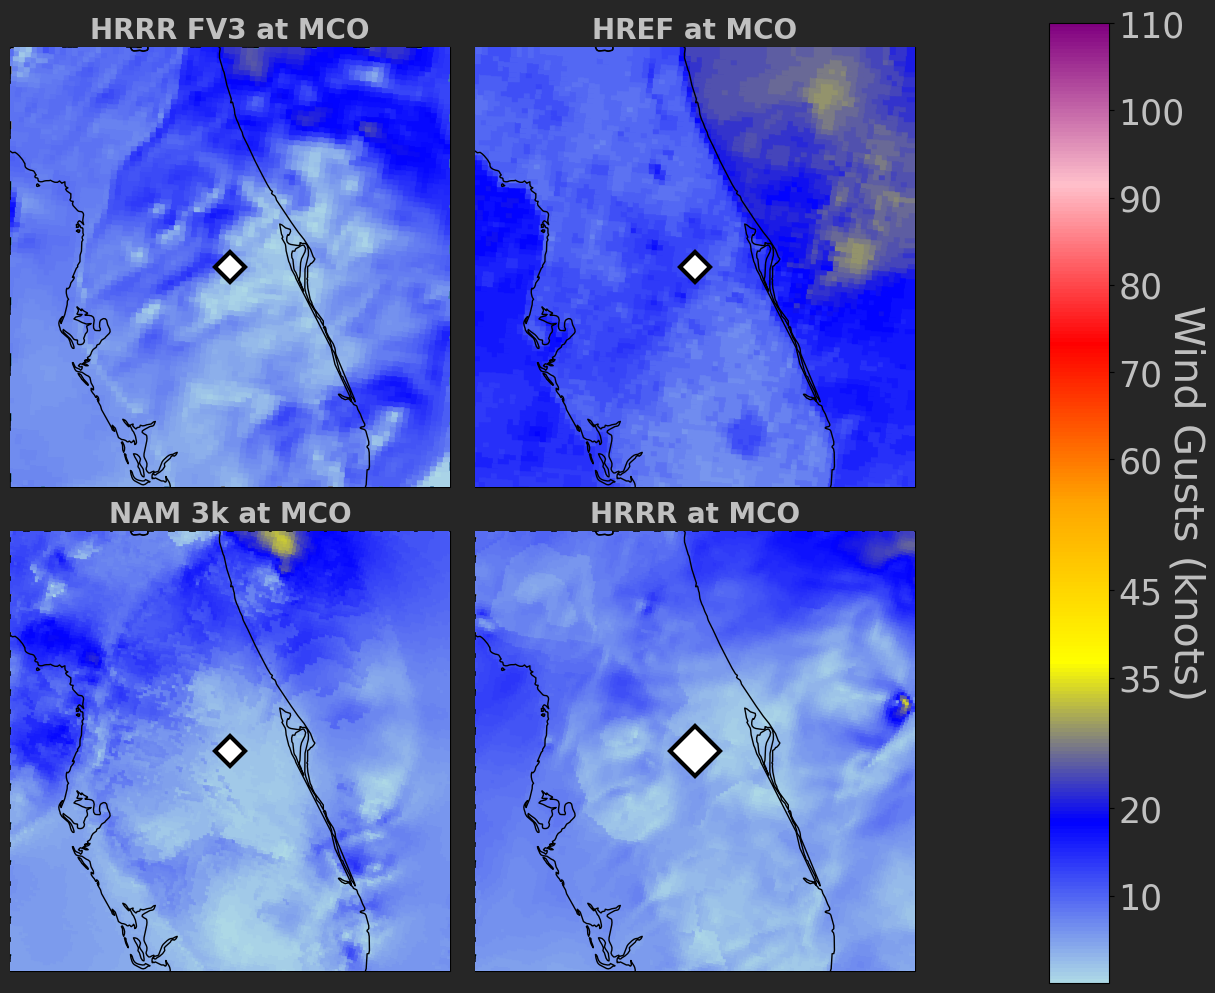 HRRR FV3 at MCO
HREF at MCO
NAM 3k at MCO
HRRR at MCO
110
100
90
80
70
60
45
35
20
10
Wind Gusts (knots)